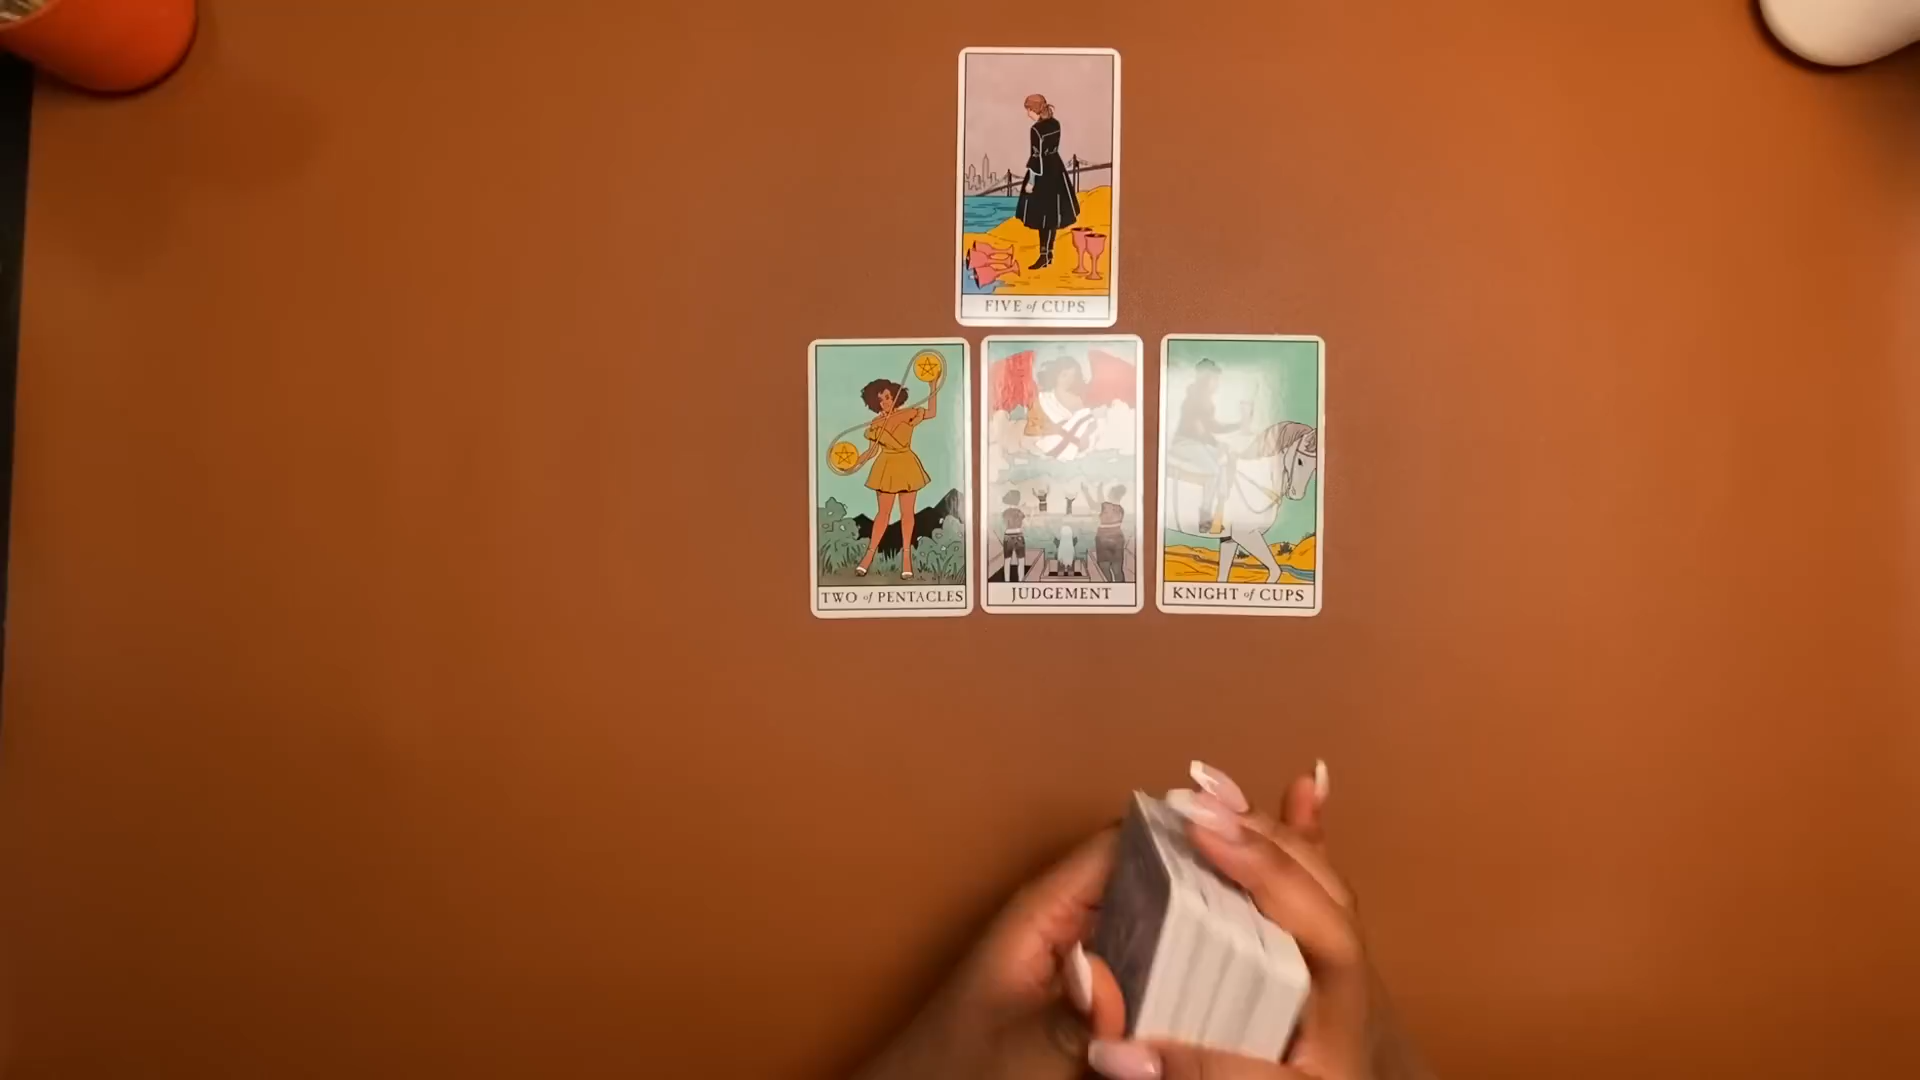 FIVE of CUPS
TWO of PENTACLES
JUDGEMENT
KNIGHT of CUPS